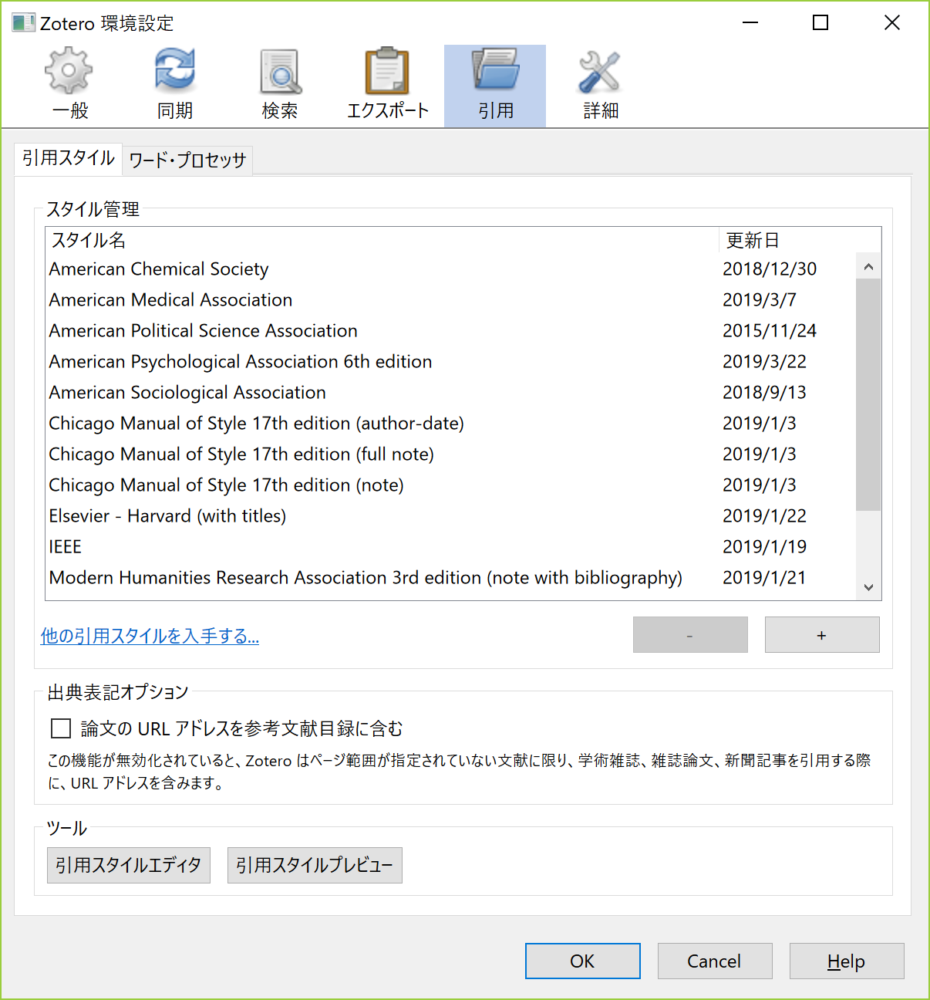 Zotero 環境設定
一般 同期 検索 エクスポート 引用 詳細
引用スタイル ワード・プロセッサ
スタイル管理
スタイル名 更新日
American Chemical Society 2018/12/30
American Medical Association 2019/3/7
American Political Science Association 2015/11/24
American Psychological Association 6th edition 2019/3/22
American Sociological Association 2018/9/13
Chicago Manual of Style 17th edition (author-date) 2019/1/3
Chicago Manual of Style 17th edition (full note) 2019/1/3
Chicago Manual of Style 17th edition (note) 2019/1/3
Elsevier - Harvard (with titles) 2019/1/22
IEEE 2019/1/19
Modern Humanities Research Association 3rd edition (note with bibliography) 2019/1/21
他の引用スタイルを入手する... - +
出典表記オプション
論文の URL アドレスを参考文献目録に含む
この機能が無効化されていると、Zotero はページ範囲が指定されていない文献に限り、学術雑誌、雑誌論文、新聞記事を引用する際
に、URL アドレスを含みます。
ツール
引用スタイルエディタ 引用スタイルプレビュー
OK Cancel Help